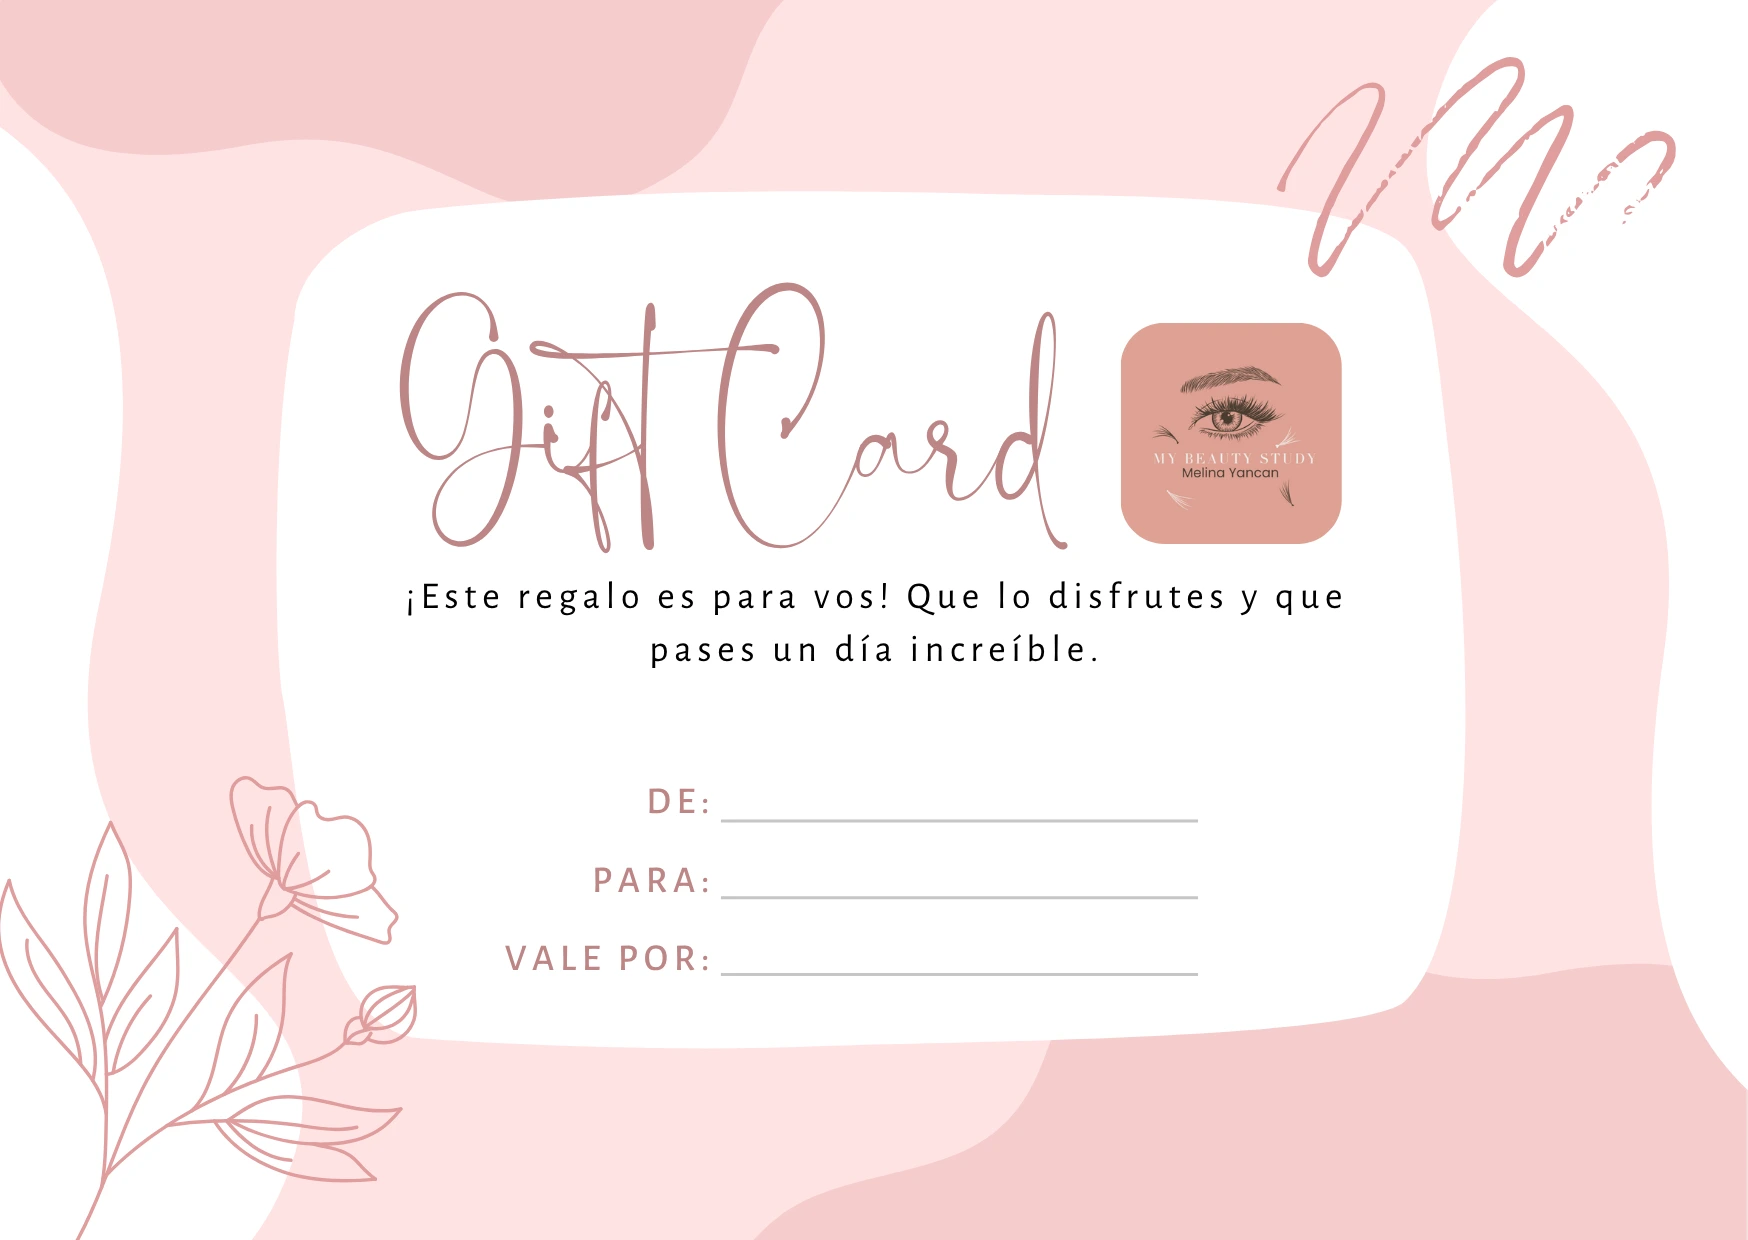 Gift Card
MY BEAUTY STUDY
Melina Yancan
¡Este regalo es para vos! Que lo disfrutes y que
pases un día increíble.
DE:
PARA:
VALE POR: